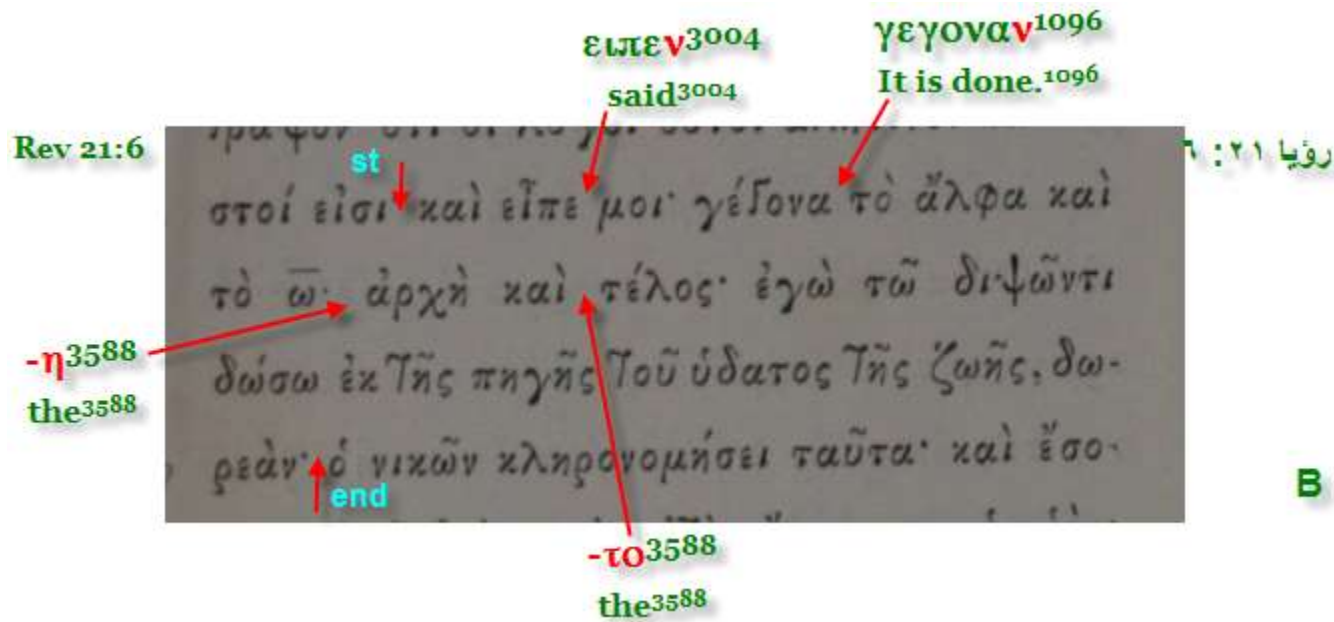 ειπεν3004
said3004
γεγοναν1096
It is done.1096
Rev 21:6
رؤيا ٢١: ٦
st
στοί εἰσι· καὶ εἶπε μοι· γέγονα τὸ ἄλφα καὶ
τὸ ω̅· ἀρχὴ καὶ τέλος· ἐγὼ τῶ διψῶντι
-η3588
the3588
δώσω ἐκ τῆς πηγῆς τοῦ ὑδατος τῆς ζωῆς, δω-
ρεὰν· ὁ νικῶν κληρονομήσει ταῦτα· καὶ ἔσο-
end
B
-το3588
the3588